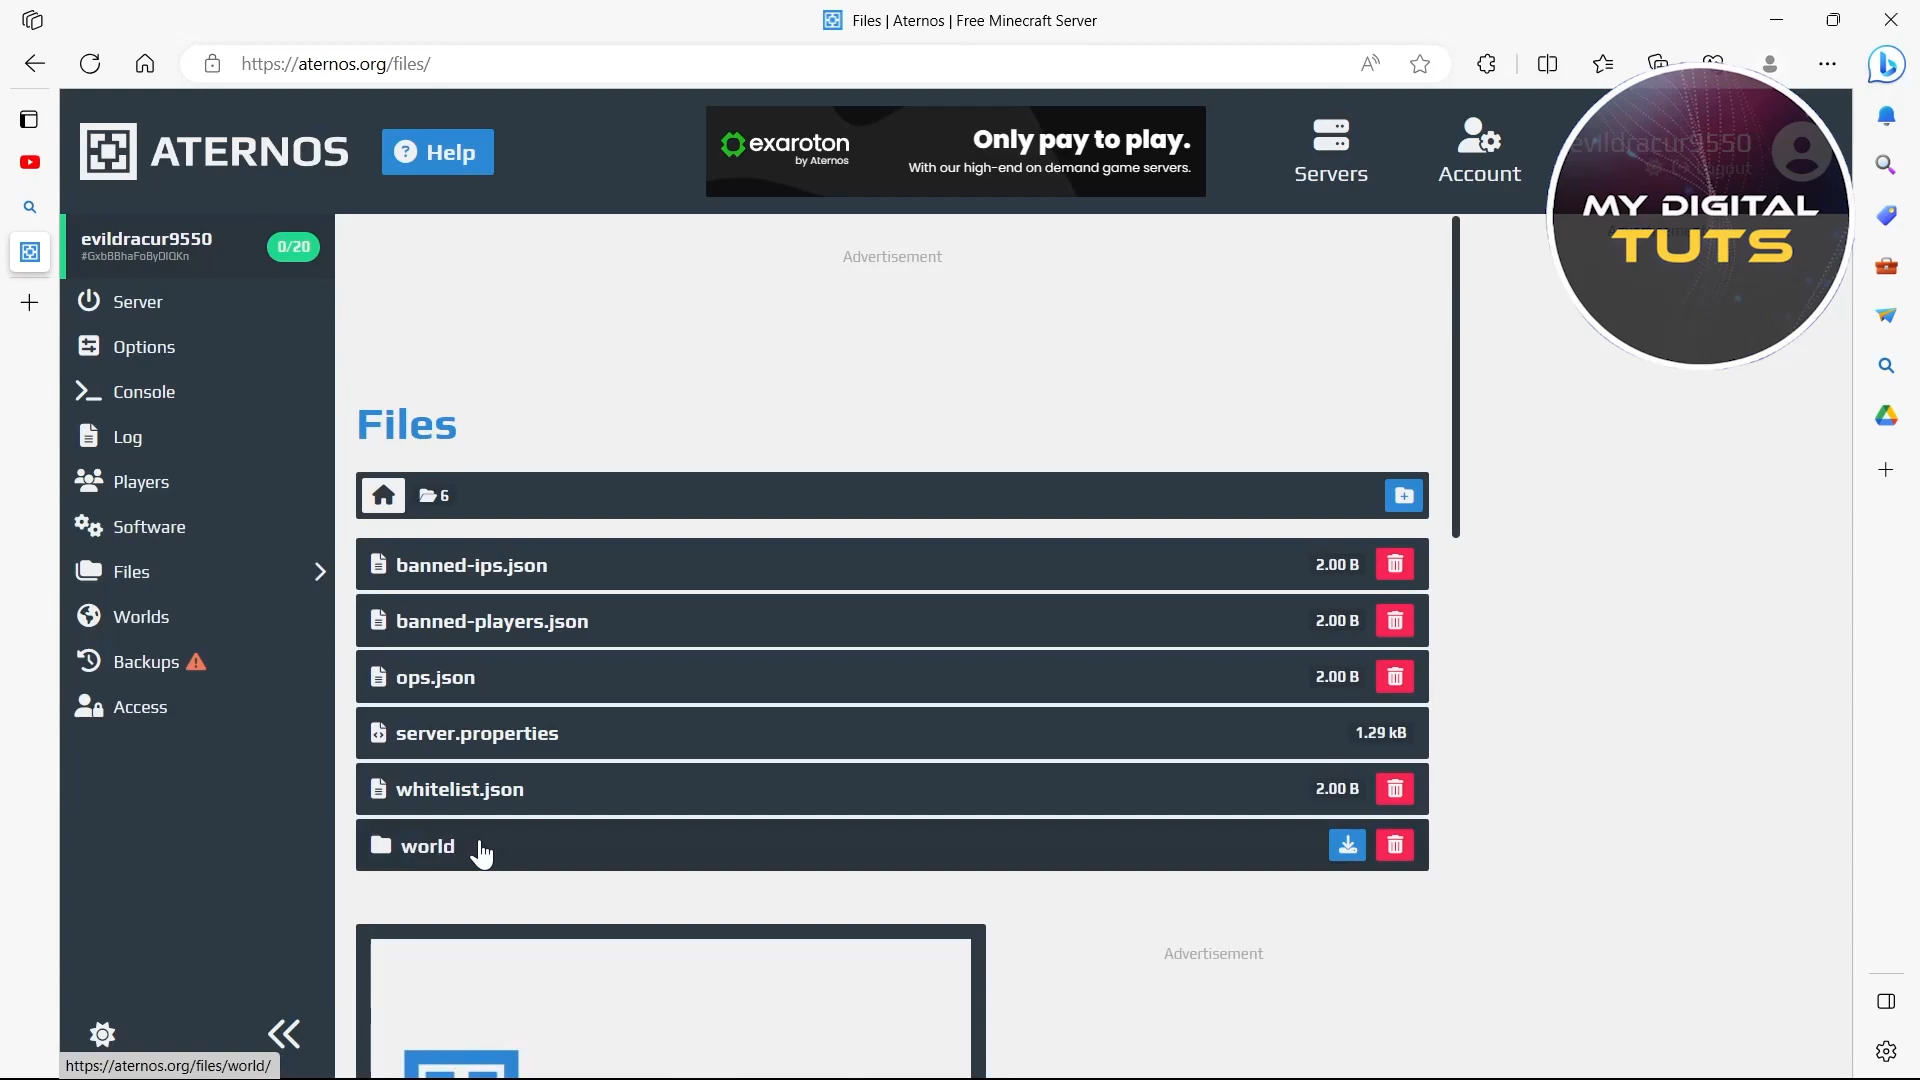 Files | Aternos | Free Minecraft Server
https://aternos.org/files/
ATERNOS
? Help
exaroton
by Aternos
Only pay to play.
With our high-end on demand game servers.
Servers
Account
evildracur9550
Logout
MY DIGITAL
TUTS
evildracur9550
#GxbBBhaFoByDIQKn
0/20
Server
Options
Console
Log
Players
Software
Files
Worlds
Backups
Access
Advertisement
Files
6
banned-ips.json 2.00 B
banned-players.json 2.00 B
ops.json 2.00 B
server.properties 1.29 kB
whitelist.json 2.00 B
world
Advertisement
https://aternos.org/files/world/